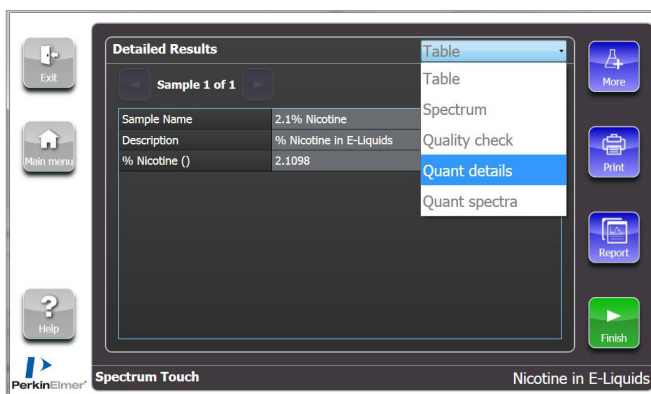 Exit
Main menu
Help
PerkinElmer
Detailed Results
Table
Sample 1 of 1
Table
Spectrum
Quality check
Quant details
Quant spectra
Sample Name 2.1% Nicotine
Description % Nicotine in E-Liquids
% Nicotine () 2.1098
More
Print
Report
Finish
Spectrum Touch
Nicotine in E-Liquids